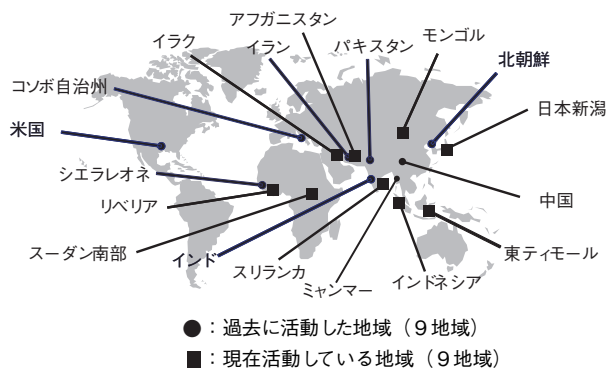 アフガニスタン
イラク
イラン
パキスタン
モンゴル
北朝鮮
コソボ自治州
日本新潟
米国
シエラレオネ
リベリア
中国
スーダン南部
インド
スリランカ
ミャンマー
インドネシア
東ティモール
●：過去に活動した地域（９地域）
■：現在活動している地域（９地域）